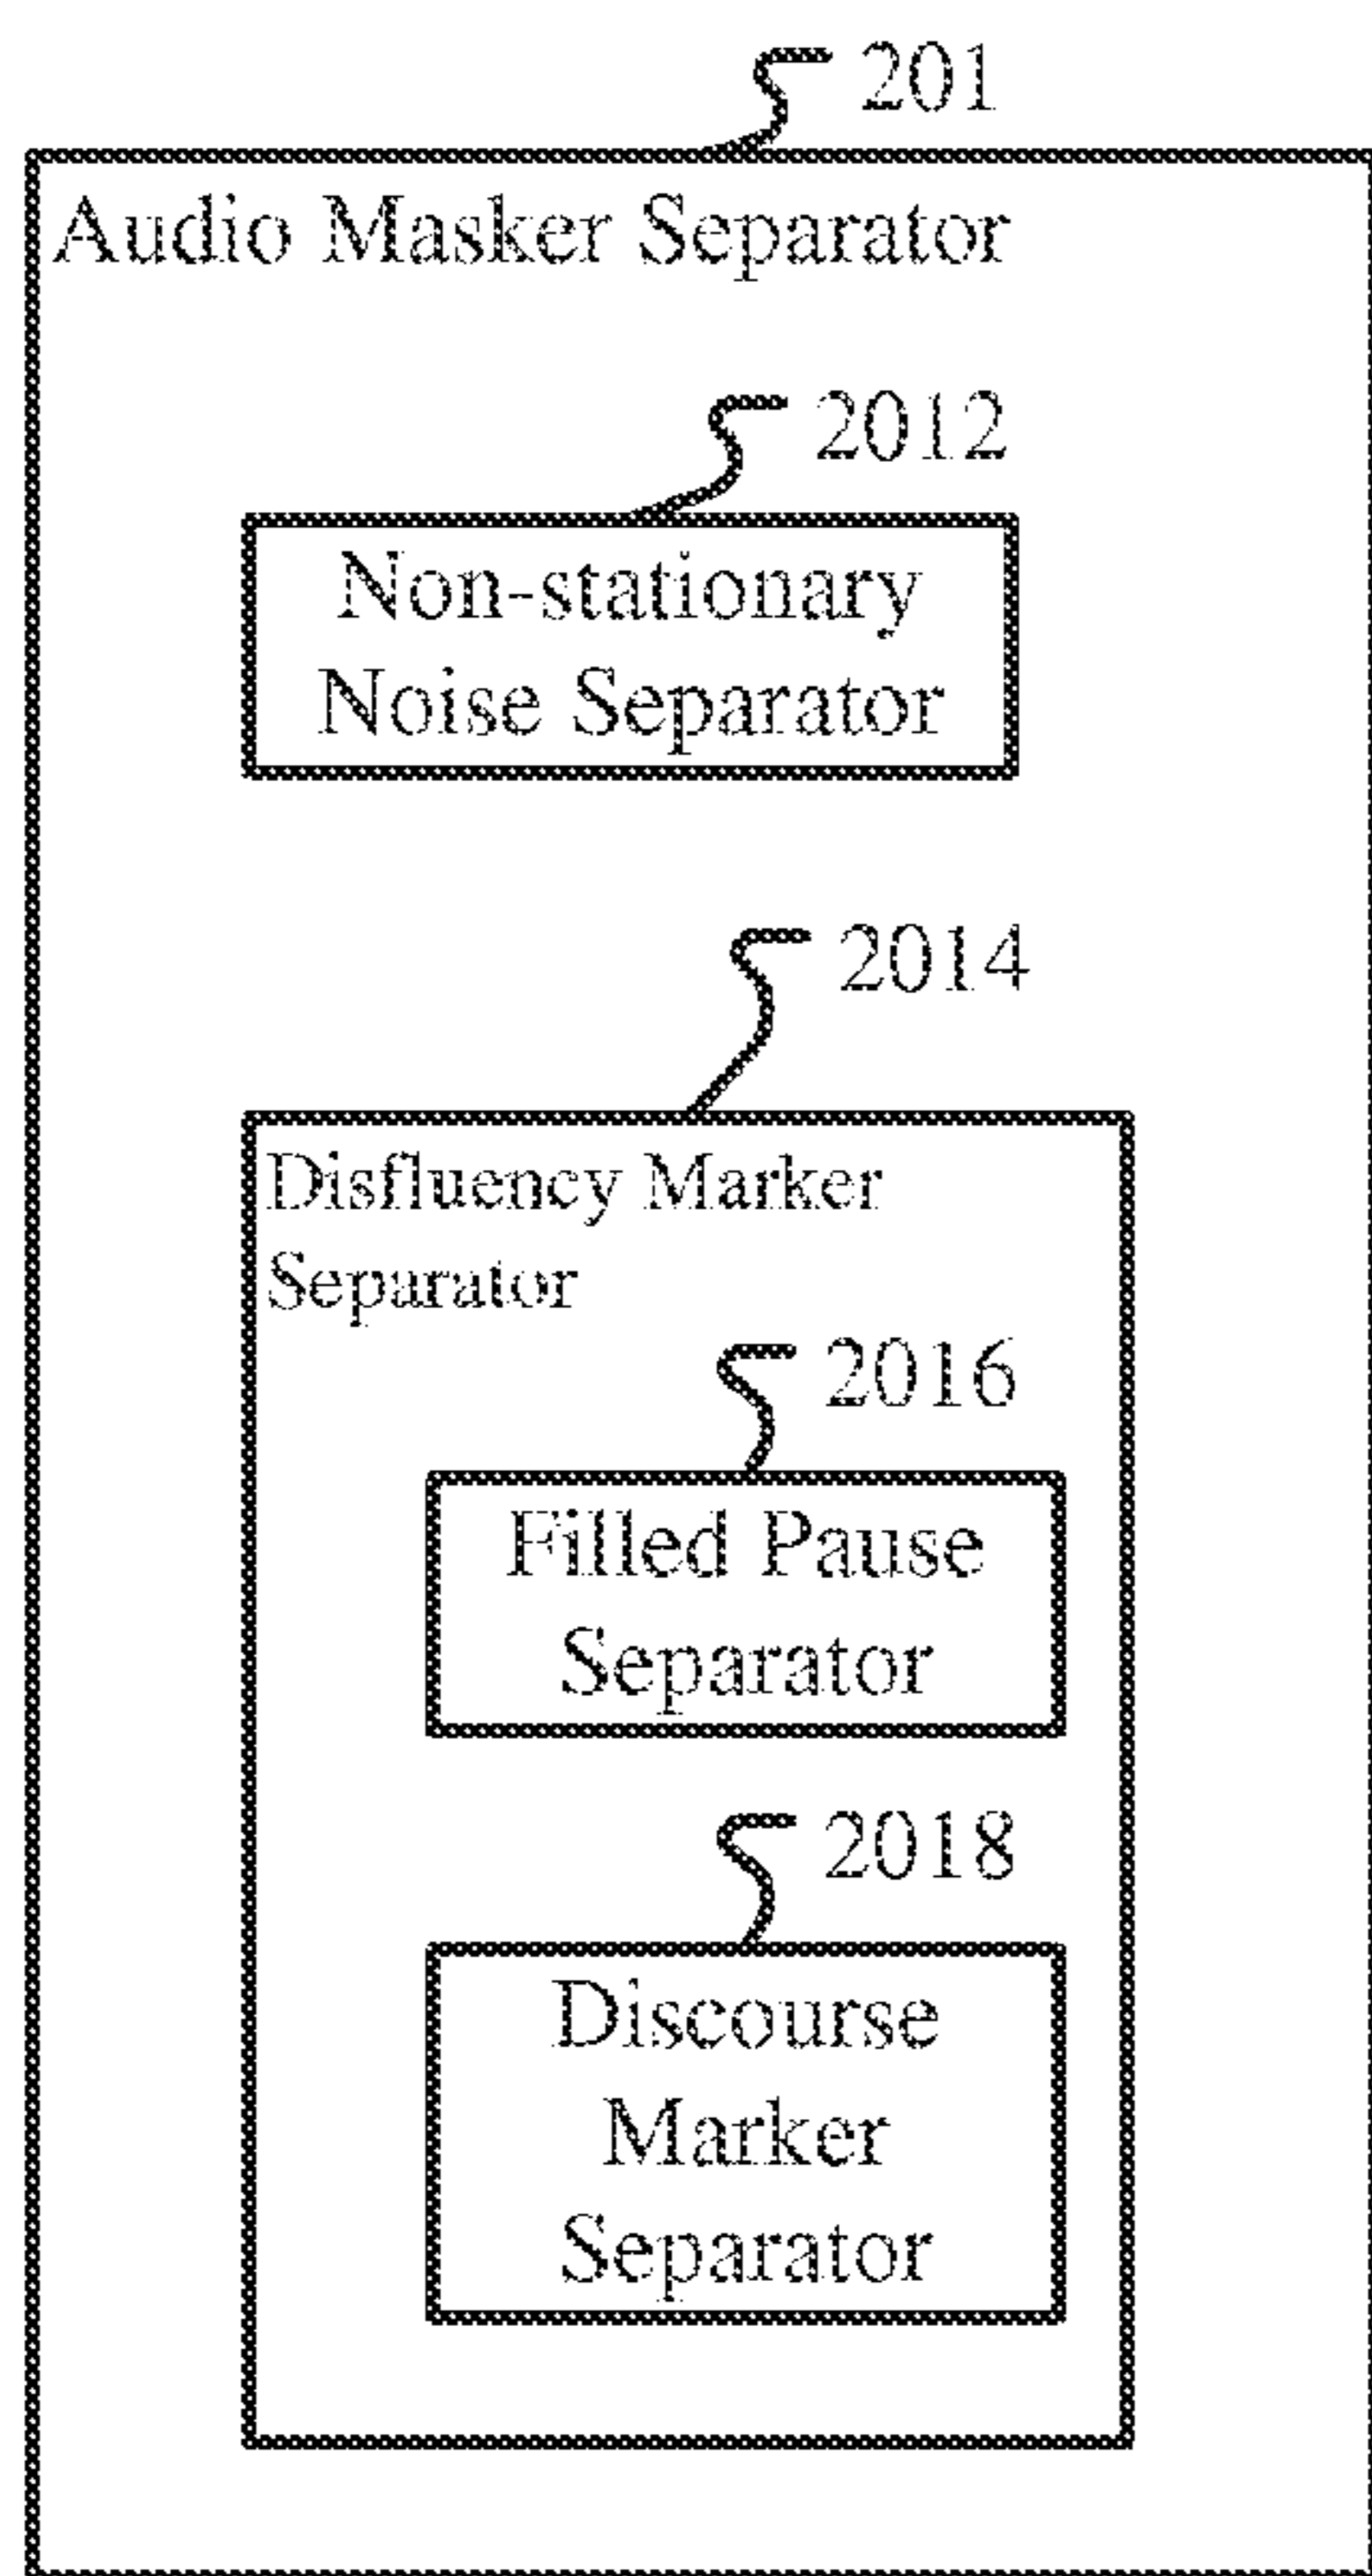 201
Audio Masker Separator
2012
Non-stationary
Noise Separator
2014
Disfluency Marker
Separator
2016
Filled Pause
Separator
2018
Discourse
Marker
Separator